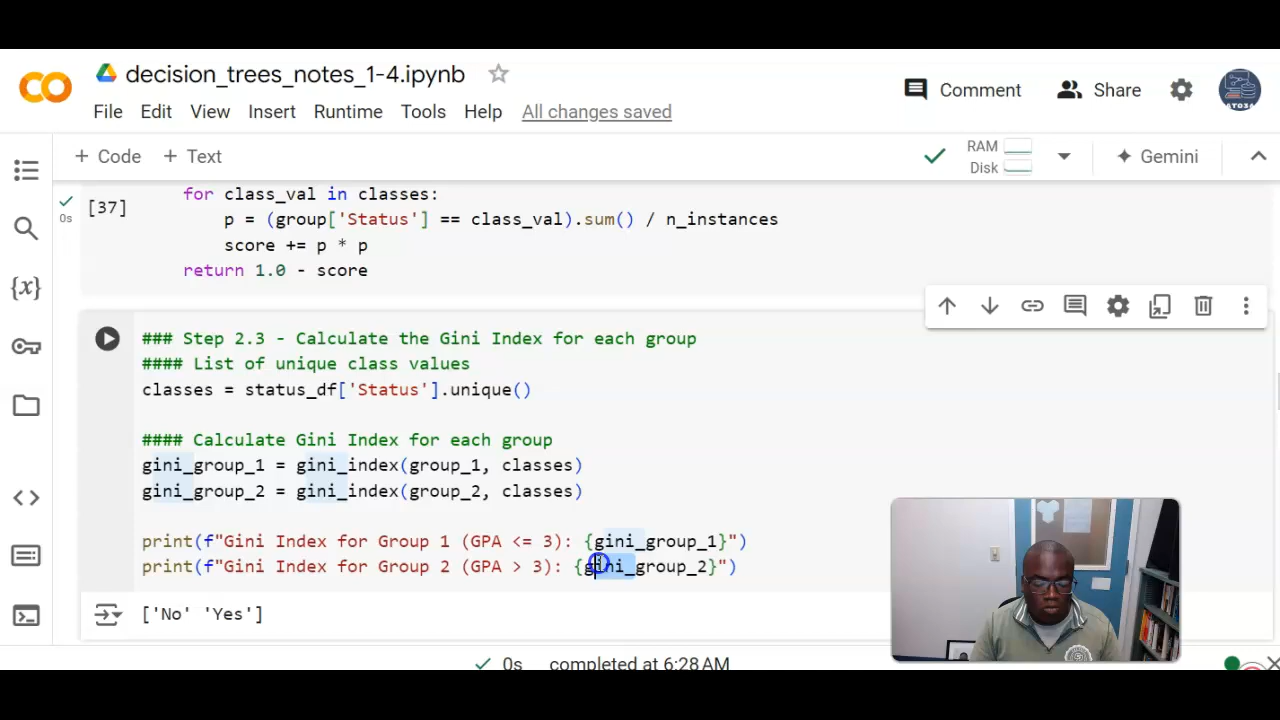 decision_trees_notes_1-4.ipynb
Comment
Share
File Edit View Insert Runtime Tools Help All changes saved
+ Code + Text
RAM
Disk
Gemini
[37]
0s
for class_val in classes:
p = (group['Status'] == class_val).sum() / n_instances
score += p * p
return 1.0 - score
### Step 2.3 - Calculate the Gini Index for each group
#### List of unique class values
classes = status_df['Status'].unique()
#### Calculate Gini Index for each group
gini_group_1 = gini_index(group_1, classes)
gini_group_2 = gini_index(group_2, classes)
print(f"Gini Index for Group 1 (GPA <= 3): {gini_group_1}")
print(f"Gini Index for Group 2 (GPA > 3): {gini_group_2}")
['No' 'Yes']
0s completed at 6:28 AM